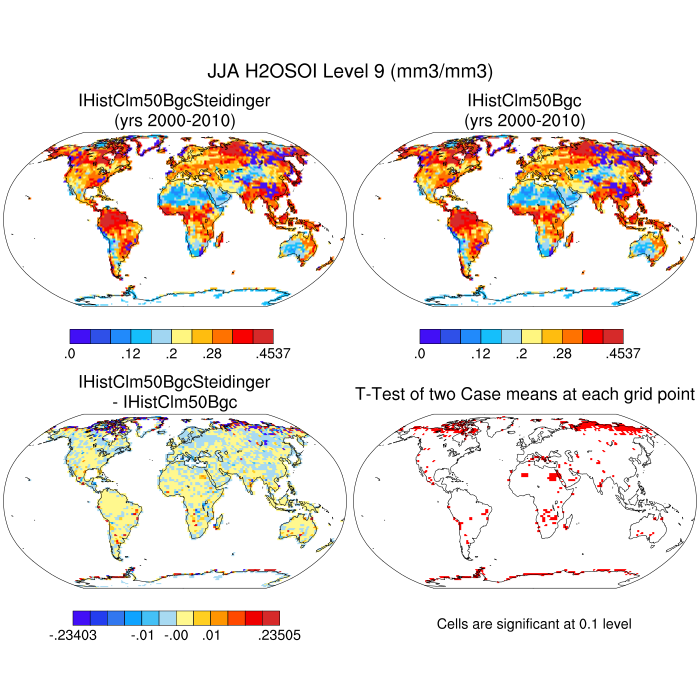 JJA H2OSOI Level 9 (mm3/mm3)
IHistClm50BgcSteidinger
(yrs 2000-2010)
IHistClm50Bgc
(yrs 2000-2010)
.0 .12 .2 .28 .4537
.0 .12 .2 .28 .4537
IHistClm50BgcSteidinger
- IHistClm50Bgc
T-Test of two Case means at each grid point
-.23403 -.01 -.00 .01 .23505
Cells are significant at 0.1 level